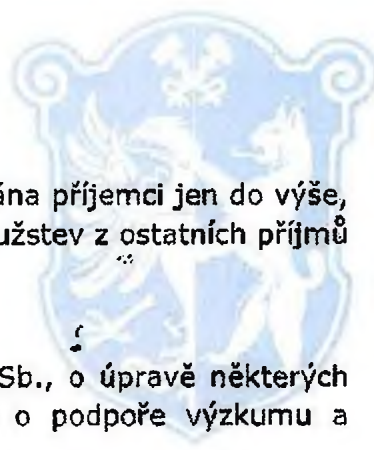 ána příjemci jen do výše,
užstev z ostatních příjmů
Sb., o úpravě některých
o podpoře výzkumu a